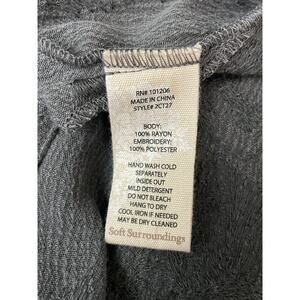 RN# 101206
MADE IN CHINA
STYLE# 2CT27
BODY:
100% RAYON
EMBROIDERY:
100% POLYESTER
HAND WASH COLD
SEPARATELY
INSIDE OUT
MILD DETERGENT
DO NOT BLEACH
HANG TO DRY
COOL IRON IF NEEDED
MAY BE DRY CLEANED
Soft Surroundings